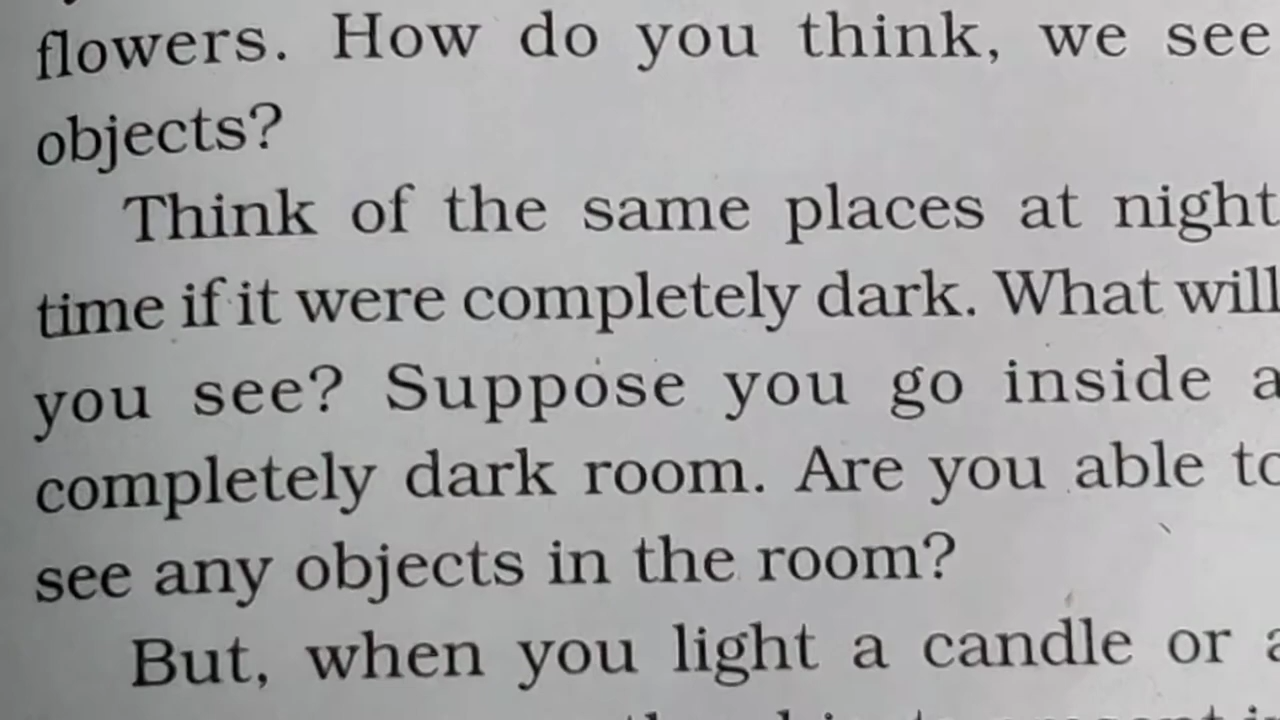 flowers. How do you think, we see
objects?
Think of the same places at night
time if it were completely dark. What will
you see? Suppose you go inside a
completely dark room. Are you able to
see any objects in the room?
But, when you light a candle or a